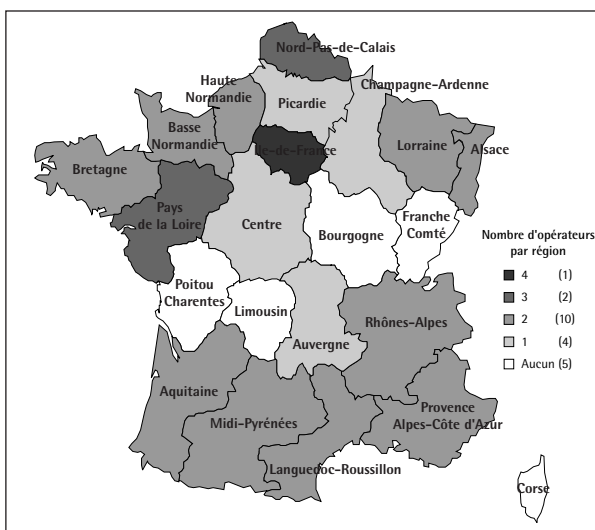 Nord-Pas-de-Calais
Haute
Normandie
Champagne-Ardenne
Picardie
Basse
Normandie
Île-de-France
Lorraine
Alsace
Bretagne
Pays
de la Loire
Centre
Bourgogne
Franche
Comté
Nombre d'opérateurs
par région
4 (1)
3 (2)
2 (10)
1 (4)
Aucun (5)
Poitou
Charentes
Limousin
Auvergne
Rhônes-Alpes
Aquitaine
Midi-Pyrénées
Provence
Alpes-Côte d'Azur
Languedoc-Roussillon
Corse